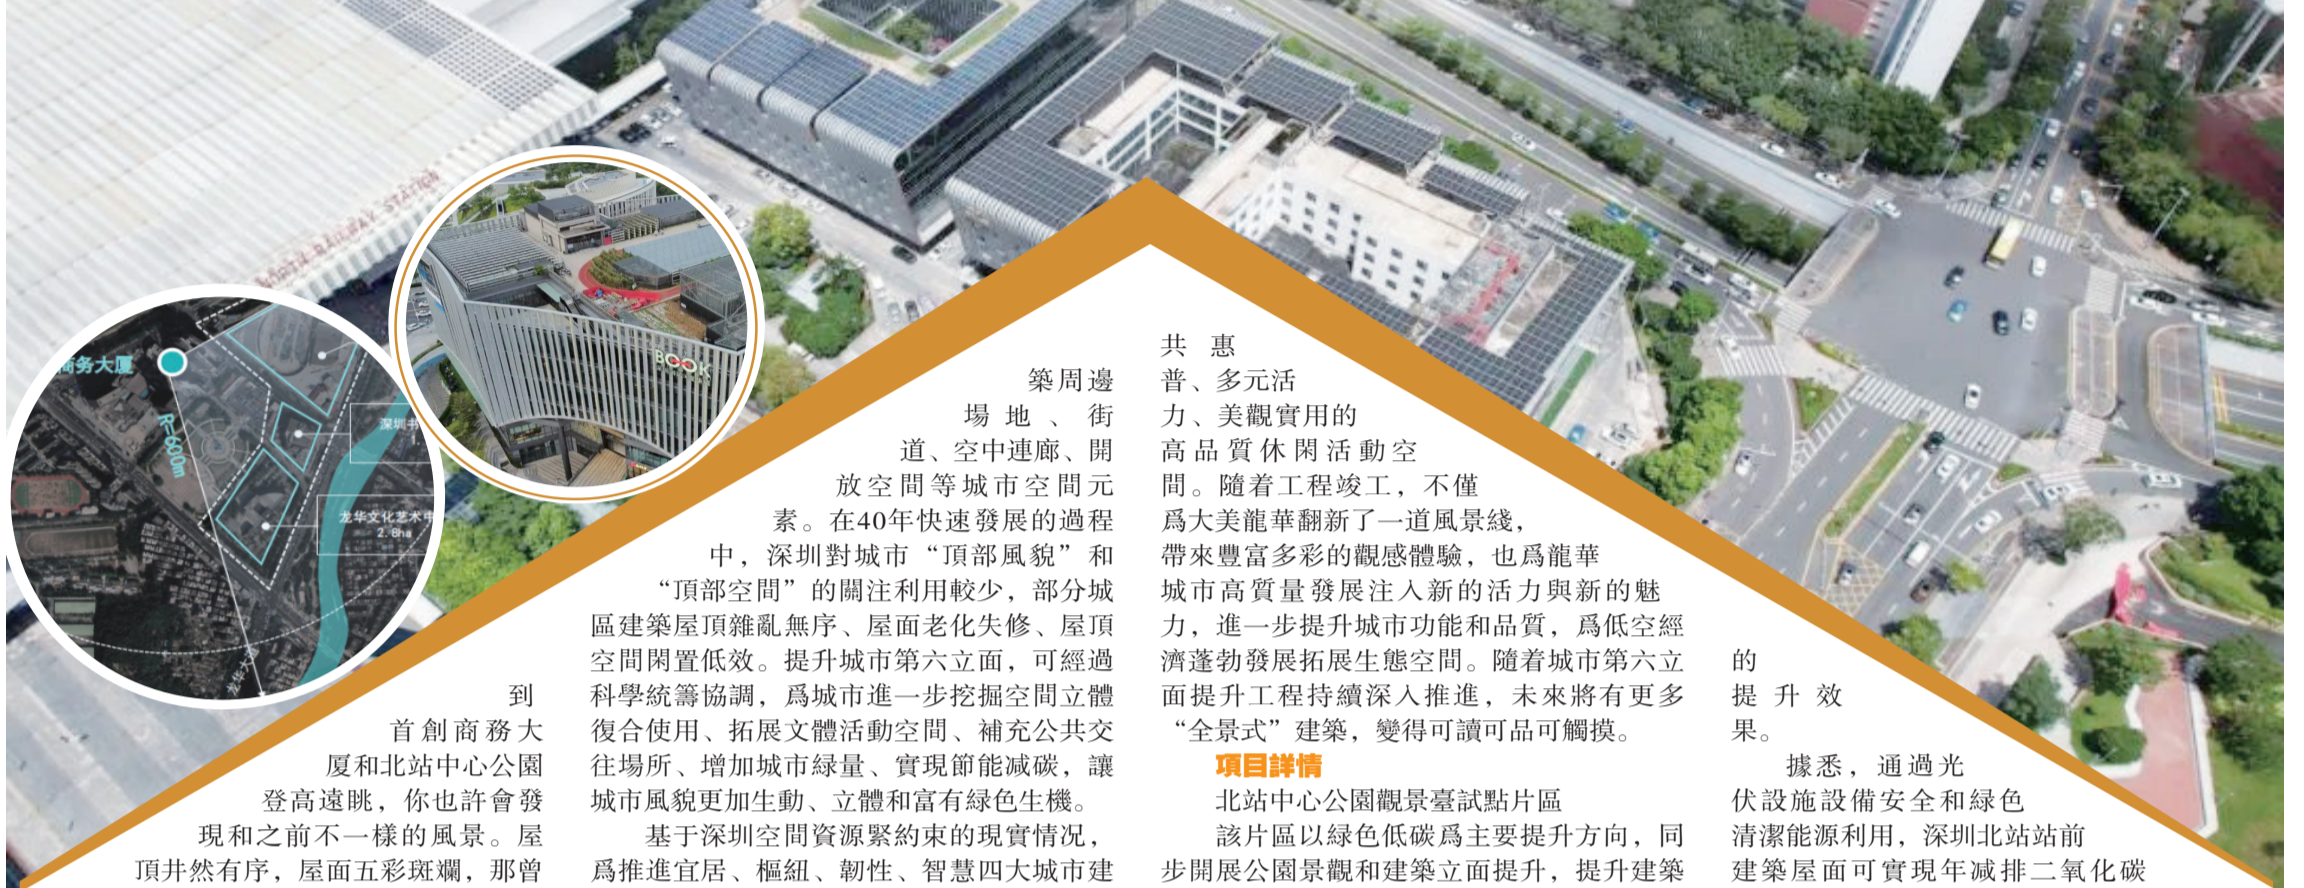 商务大厦
R=600m
深圳书
龙华文化艺术中
2.8ha
龙华大道
BOOK
到
首創商務大
厦和北站中心公園
登高遠眺，你也許會發
現和之前不一樣的風景。屋
頂井然有序，屋面五彩斑斕，那曾
築周邊
場地、街
道、空中連廊、開
放空間等城市空間元
素。在40年快速發展的過程
中，深圳對城市“頂部風貌”和
“頂部空間”的關注利用較少，部分城
區建築屋頂雜亂無序、屋面老化失修、屋頂
空間閑置低效。提升城市第六立面，可經過
科學統籌協調，爲城市進一步挖掘空間立體
復合使用、拓展文體活動空間、補充公共交
往場所、增加城市緑量、實現節能减碳，讓
城市風貌更加生動、立體和富有緑色生機。
基于深圳空間資源緊約束的現實情况，
爲推進宜居、樞紐、韌性、智慧四大城市建
共惠
普、多元活
力、美觀實用的
高品質休閑活動空
間。隨着工程竣工，不僅
爲大美龍華翻新了一道風景綫，
帶來豐富多彩的觀感體驗，也爲龍華
城市高質量發展注入新的活力與新的魅
力，進一步提升城市功能和品質，爲低空經
濟蓬勃發展拓展生態空間。隨着城市第六立
面提升工程持續深入推進，未來將有更多
“全景式”建築，變得可讀可品可觸摸。
項目詳情
北站中心公園觀景臺試點片區
該片區以緑色低碳爲主要提升方向，同
步開展公園景觀和建築立面提升，提升建築
的
提升效
果。
據悉，通過光
伏設施設備安全和緑色
清潔能源利用，深圳北站站前
建築屋面可實現年减排二氧化碳